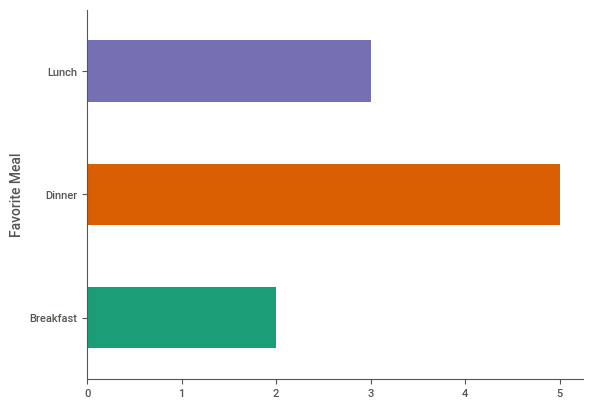 Favorite Meal
Lunch
Dinner
Breakfast
0 1 2 3 4 5